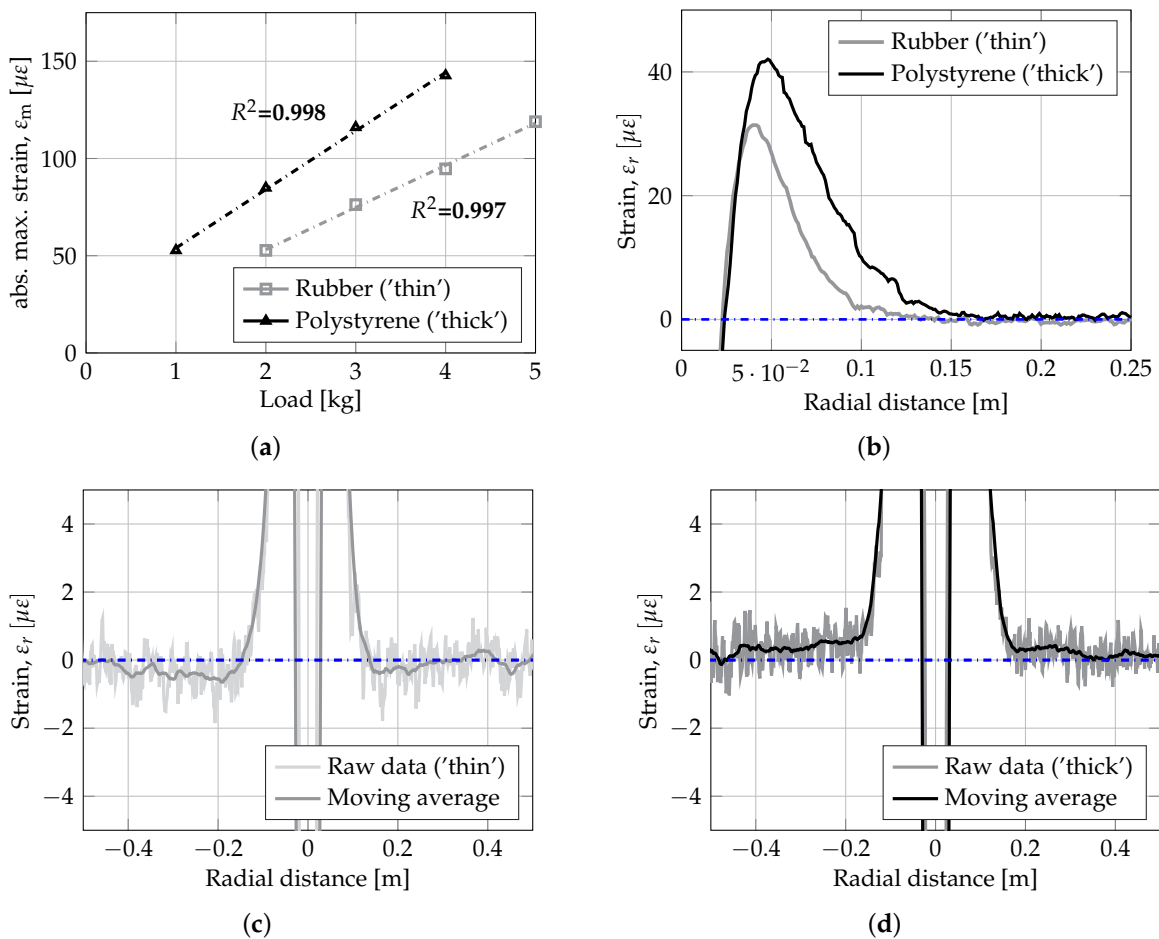 150
100
50
0
abs. max. strain, εm [με]
R²=0.998
R²=0.997
Rubber ('thin')
Polystyrene ('thick')
0 1 2 3 4 5
Load [kg]
(a)
40
20
0
Strain, εr [με]
Rubber ('thin')
Polystyrene ('thick')
0 5 · 10⁻² 0.1 0.15 0.2 0.25
Radial distance [m]
(b)
4
2
0
−2
−4
Strain, εr [με]
Raw data ('thin')
Moving average
−0.4 −0.2 0 0.2 0.4
Radial distance [m]
(c)
4
2
0
−2
−4
Strain, εr [με]
Raw data ('thick')
Moving average
−0.4 −0.2 0 0.2 0.4
Radial distance [m]
(d)